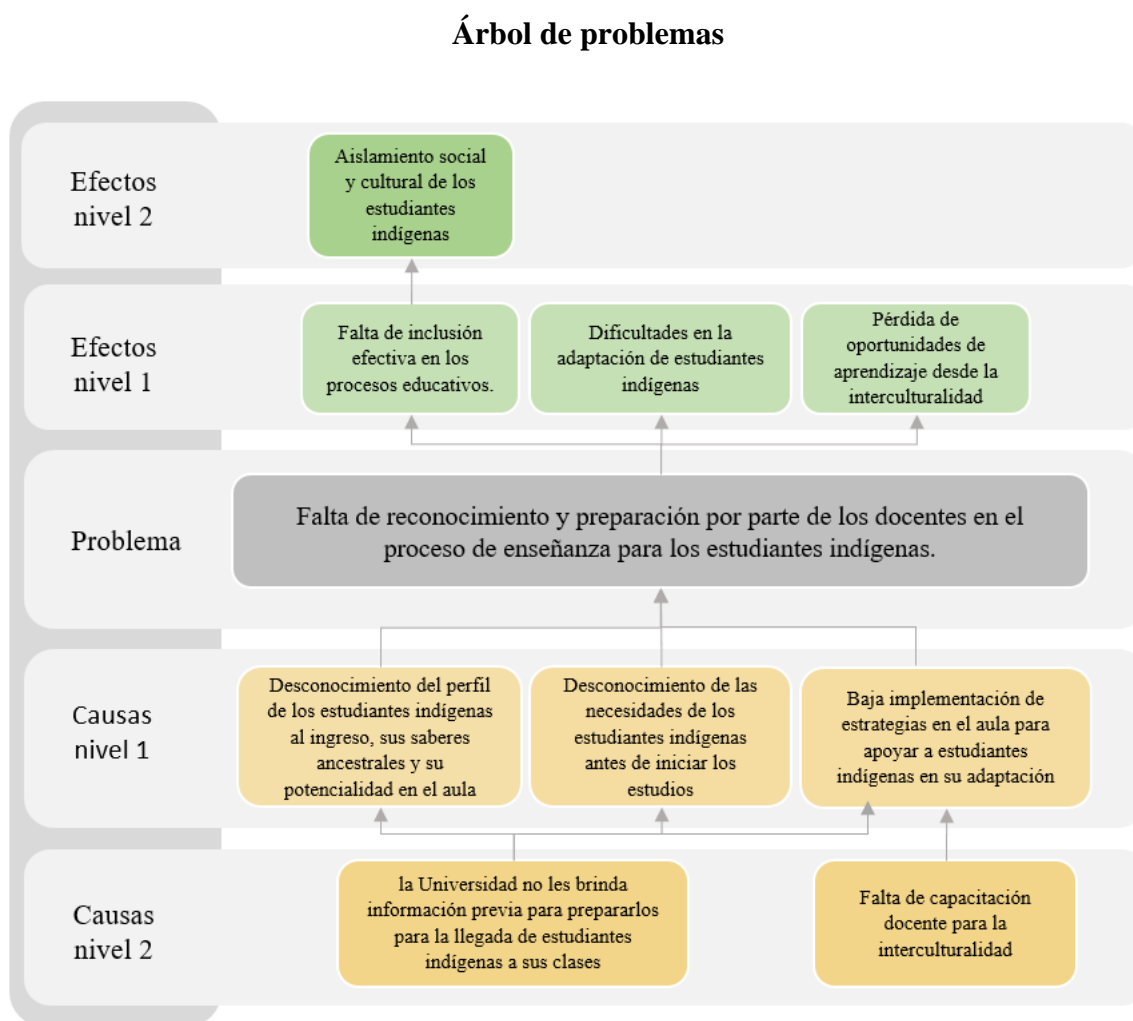 Árbol de problemas
Efectos
nivel 2
Aislamiento social
y cultural de los
estudiantes
indígenas
Efectos
nivel 1
Falta de inclusión
efectiva en los
procesos educativos.
Dificultades en la
adaptación de estudiantes
indígenas
Pérdida de
oportunidades de
aprendizaje desde la
interculturalidad
Problema
Falta de reconocimiento y preparación por parte de los docentes en el
proceso de enseñanza para los estudiantes indígenas.
Causas
nivel 1
Desconocimiento del perfil
de los estudiantes indígenas
al ingreso, sus saberes
ancestrales y su
potencialidad en el aula
Desconocimiento de las
necesidades de los
estudiantes indígenas
antes de iniciar los
estudios
Baja implementación de
estrategias en el aula para
apoyar a estudiantes
indígenas en su adaptación
Causas
nivel 2
la Universidad no les brinda
información previa para prepararlos
para la llegada de estudiantes
indígenas a sus clases
Falta de capacitación
docente para la
interculturalidad